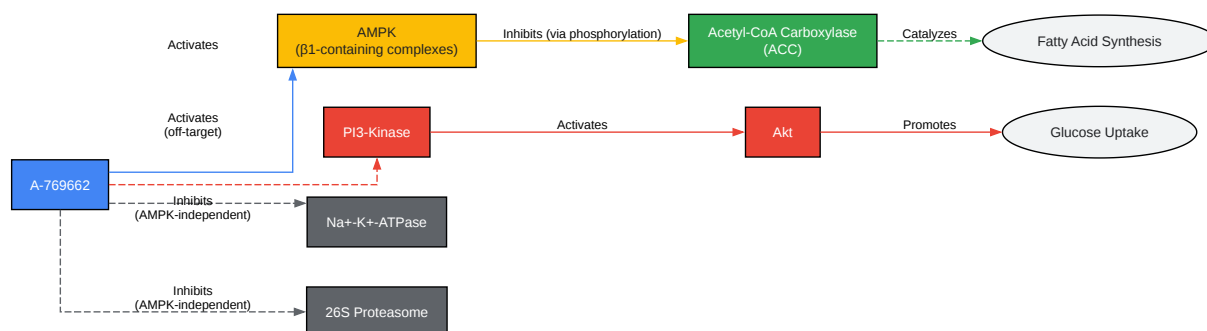 AMPK
(β1-containing complexes)
Activates
Inhibits (via phosphorylation)
Acetyl-CoA Carboxylase
(ACC)
Catalyzes
Fatty Acid Synthesis
Activates
(off-target)
PI3-Kinase
Activates
Akt
Promotes
Glucose Uptake
A-769662
Inhibits
(AMPK-independent)
Na+-K+-ATPase
Inhibits
(AMPK-independent)
26S Proteasome